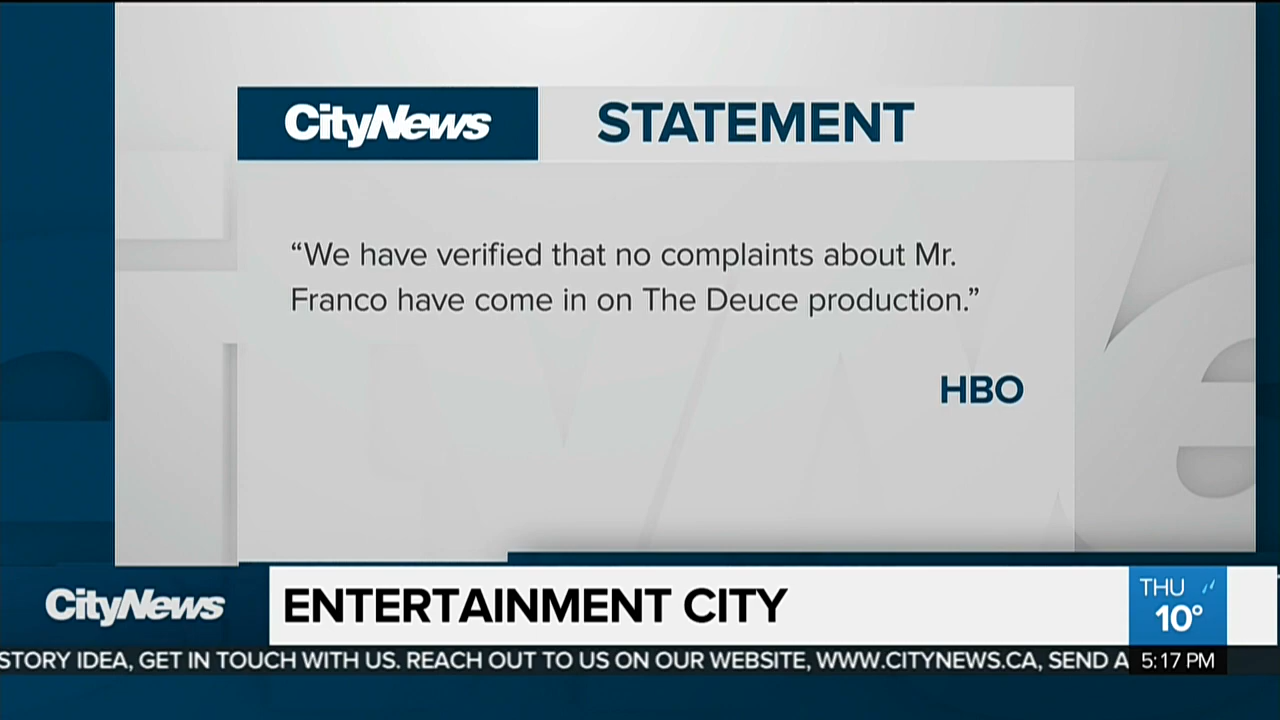 CityNews STATEMENT
“We have verified that no complaints about Mr.
Franco have come in on The Deuce production.”
HBO
CityNews ENTERTAINMENT CITY THU 10°
STORY IDEA, GET IN TOUCH WITH US. REACH OUT TO US ON OUR WEBSITE, WWW.CITYNEWS.CA, SEND A 5:17 PM